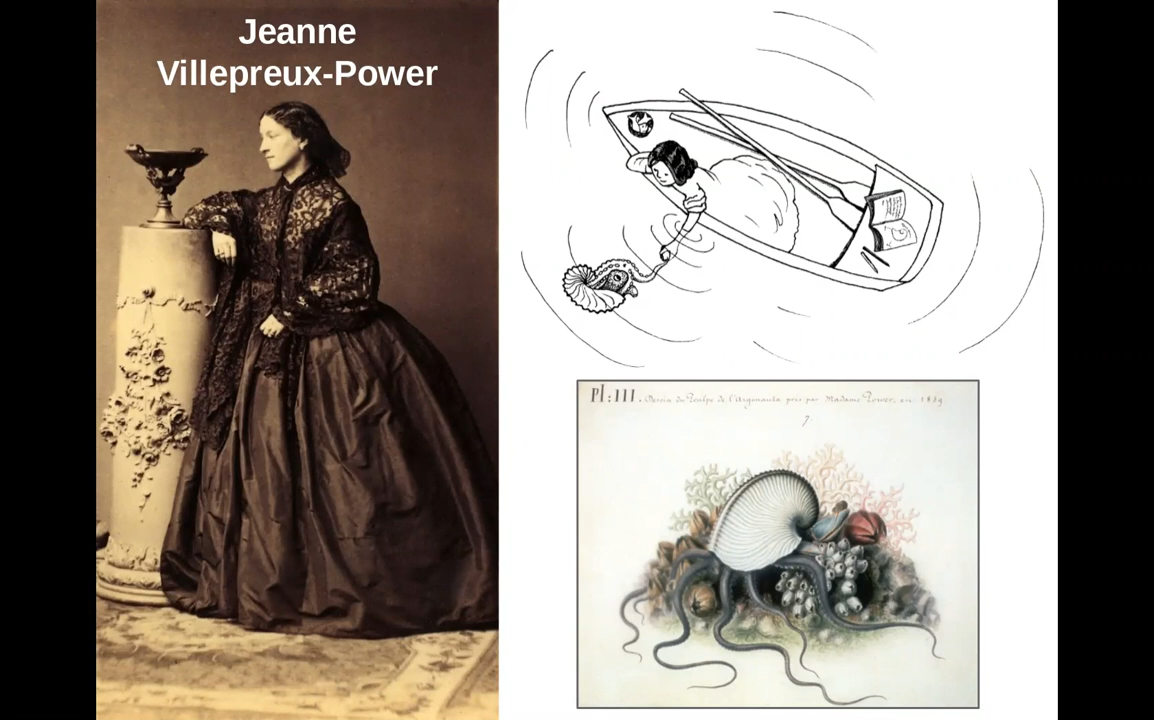 Jeanne
Villepreux-Power
Pl: III. Dessin du Poulpe de l'Argonauta pris par Madame Power, en 1839
7.